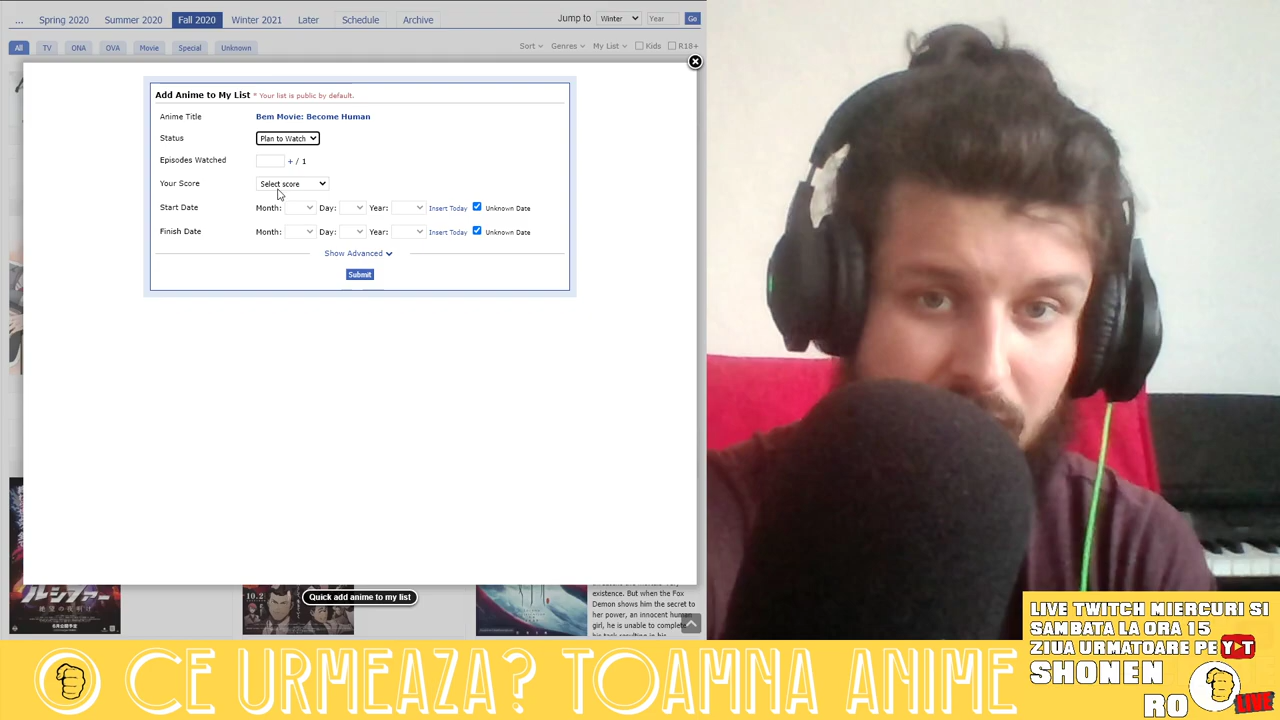 ... Spring 2020 Summer 2020 Fall 2020 Winter 2021 Later Schedule Archive Jump to Winter Year Go
All TV ONA OVA Movie Special Unknown Sort Genres My List Kids R18+
Add Anime to My List * Your list is public by default.
Anime Title Bem Movie: Become Human
Status Plan to Watch
Episodes Watched + / 1
Your Score Select score
Start Date Month: Day: Year: Insert Today Unknown Date
Finish Date Month: Day: Year: Insert Today Unknown Date
Show Advanced
Submit
existence. But when the Fox
Demon shows him the secret to
her power, an innocent human
girl, he is unable to complete
10.2
Quick add anime to my list
LIVE TWITCH MIERCURI SI
SAMBATA LA ORA 15
ZIUA URMATOARE PE Y T
SHONEN
RO LIVE
CE URMEAZA? TOAMNA ANIME